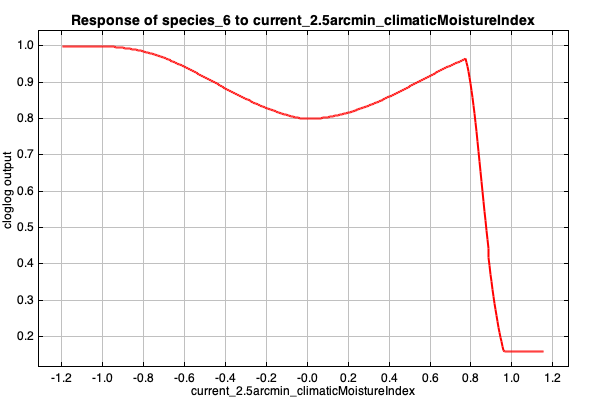 Response of species_6 to current_2.5arcmin_climaticMoistureIndex
cloglog output
1.0
0.9
0.8
0.7
0.6
0.5
0.4
0.3
0.2
-1.2 -1.0 -0.8 -0.6 -0.4 -0.2 -0.0 0.2 0.4 0.6 0.8 1.0 1.2
current_2.5arcmin_climaticMoistureIndex